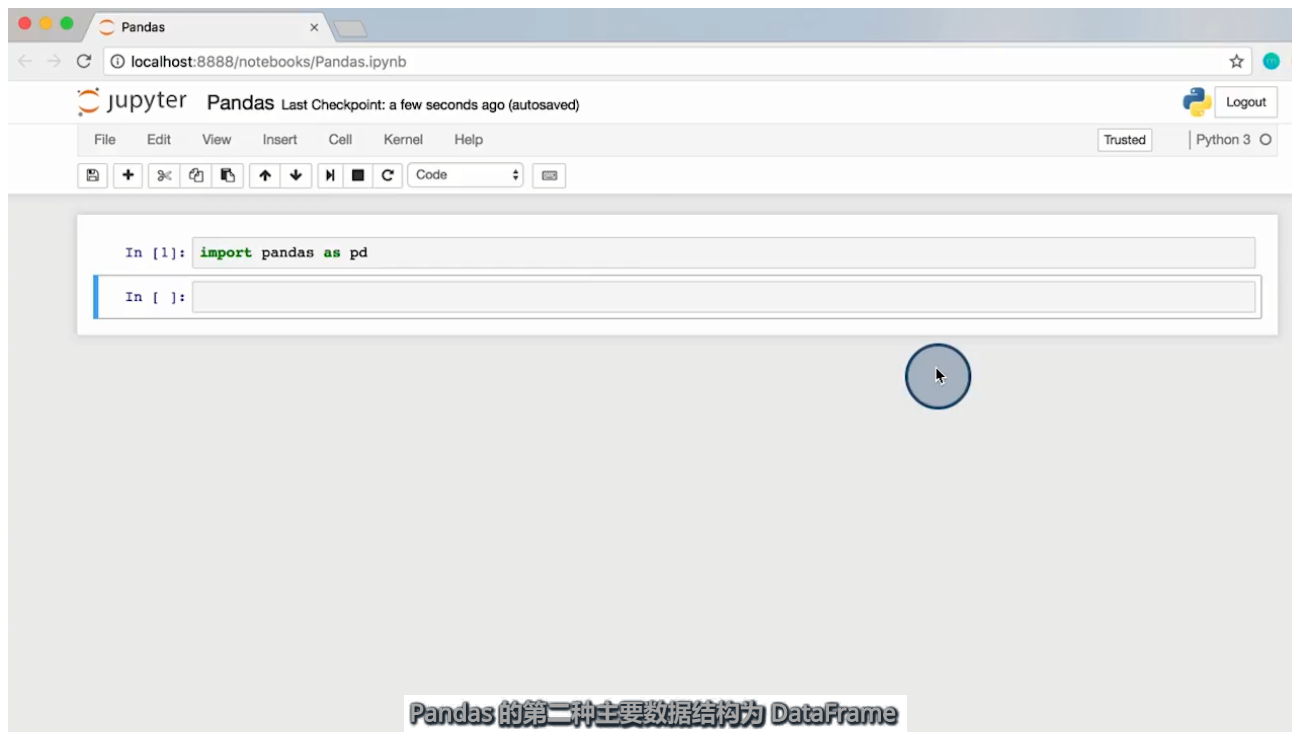 Pandas
localhost:8888/notebooks/Pandas.ipynb
jupyter Pandas Last Checkpoint: a few seconds ago (autosaved) Logout
File Edit View Insert Cell Kernel Help Trusted Python 3
Code
In [1]: import pandas as pd
In [ ]:
Pandas 的第二种主要数据结构为 DataFrame